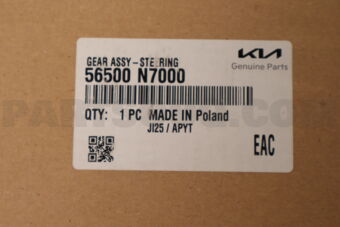 GEAR ASSY-STEERING
KIA
Genuine Parts
56500 N7000
QTY: 1 PC MADE IN Poland
JI25 / APYT
EAC